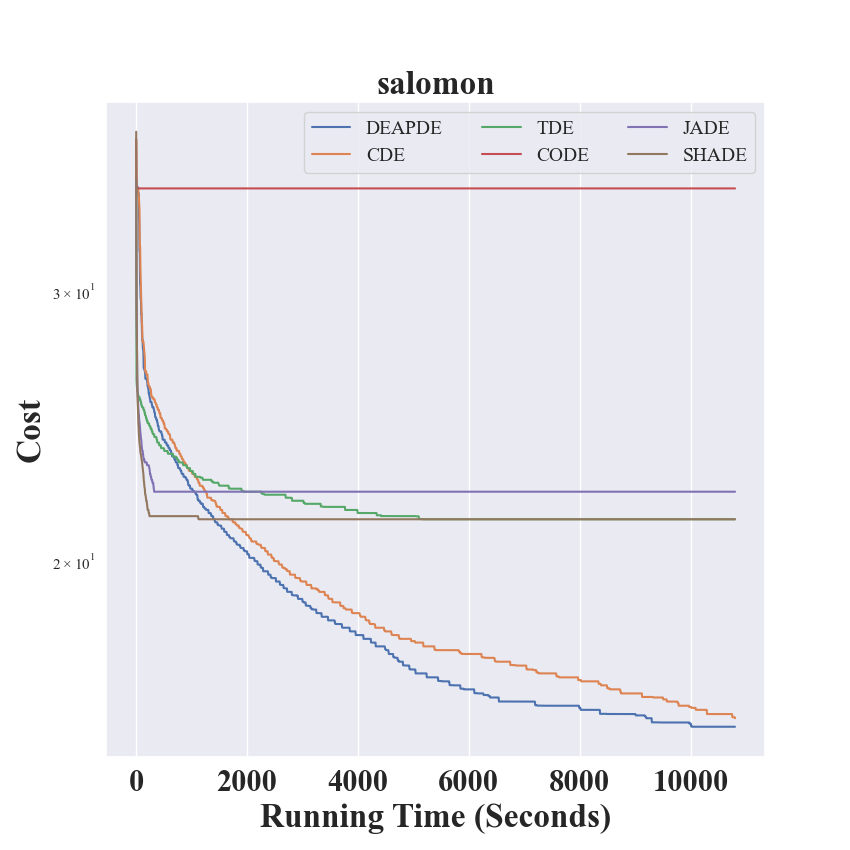 salomon
DEAPDE TDE JADE
CDE CODE SHADE
3 × 10¹
Cost
2 × 10¹
0 2000 4000 6000 8000 10000
Running Time (Seconds)